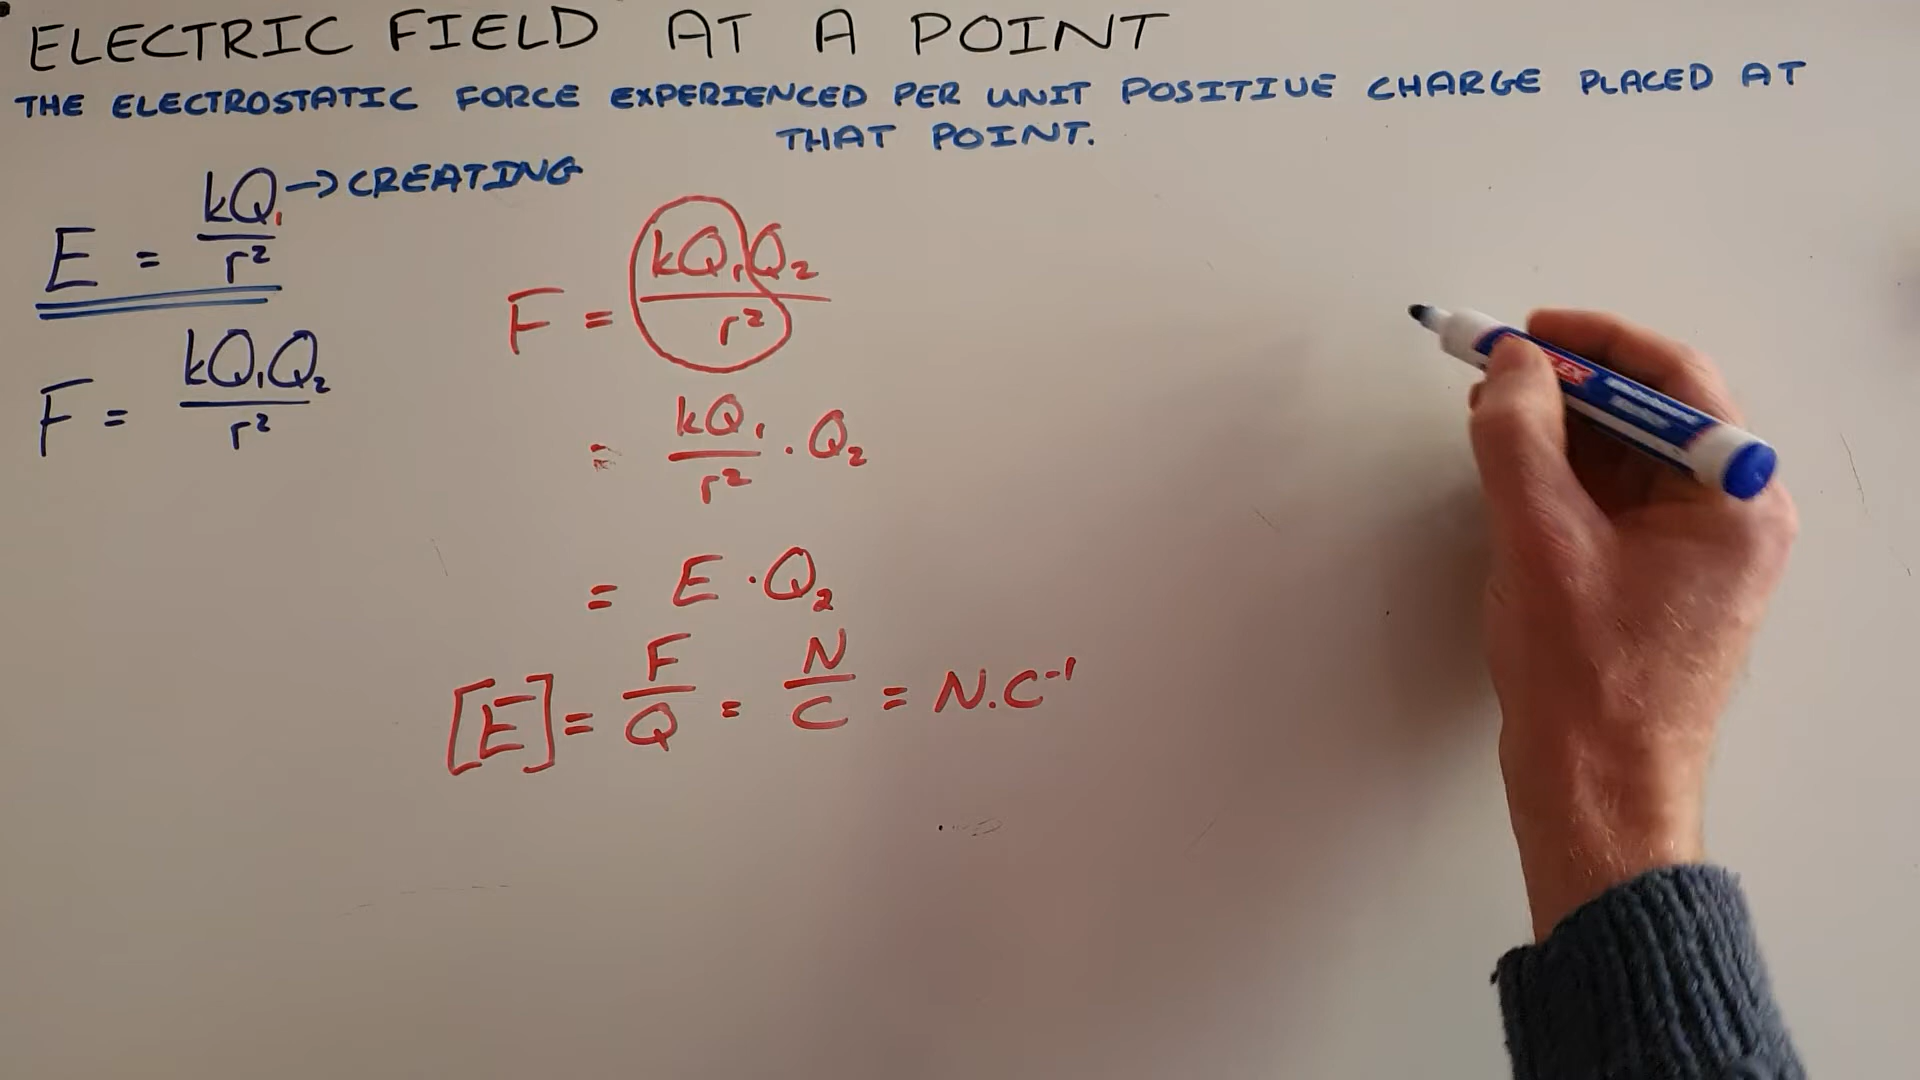 ELECTRIC FIELD AT A POINT
THE ELECTROSTATIC FORCE EXPERIENCED PER UNIT POSITIVE CHARGE PLACED AT
THAT POINT.
E = kQ₁/r² → CREATING
F = kQ₁Q₂/r²
F = kQ₁Q₂/r²
= kQ₁/r² · Q₂
= E · Q₂
[E] = F/Q = N/C = N.C⁻¹